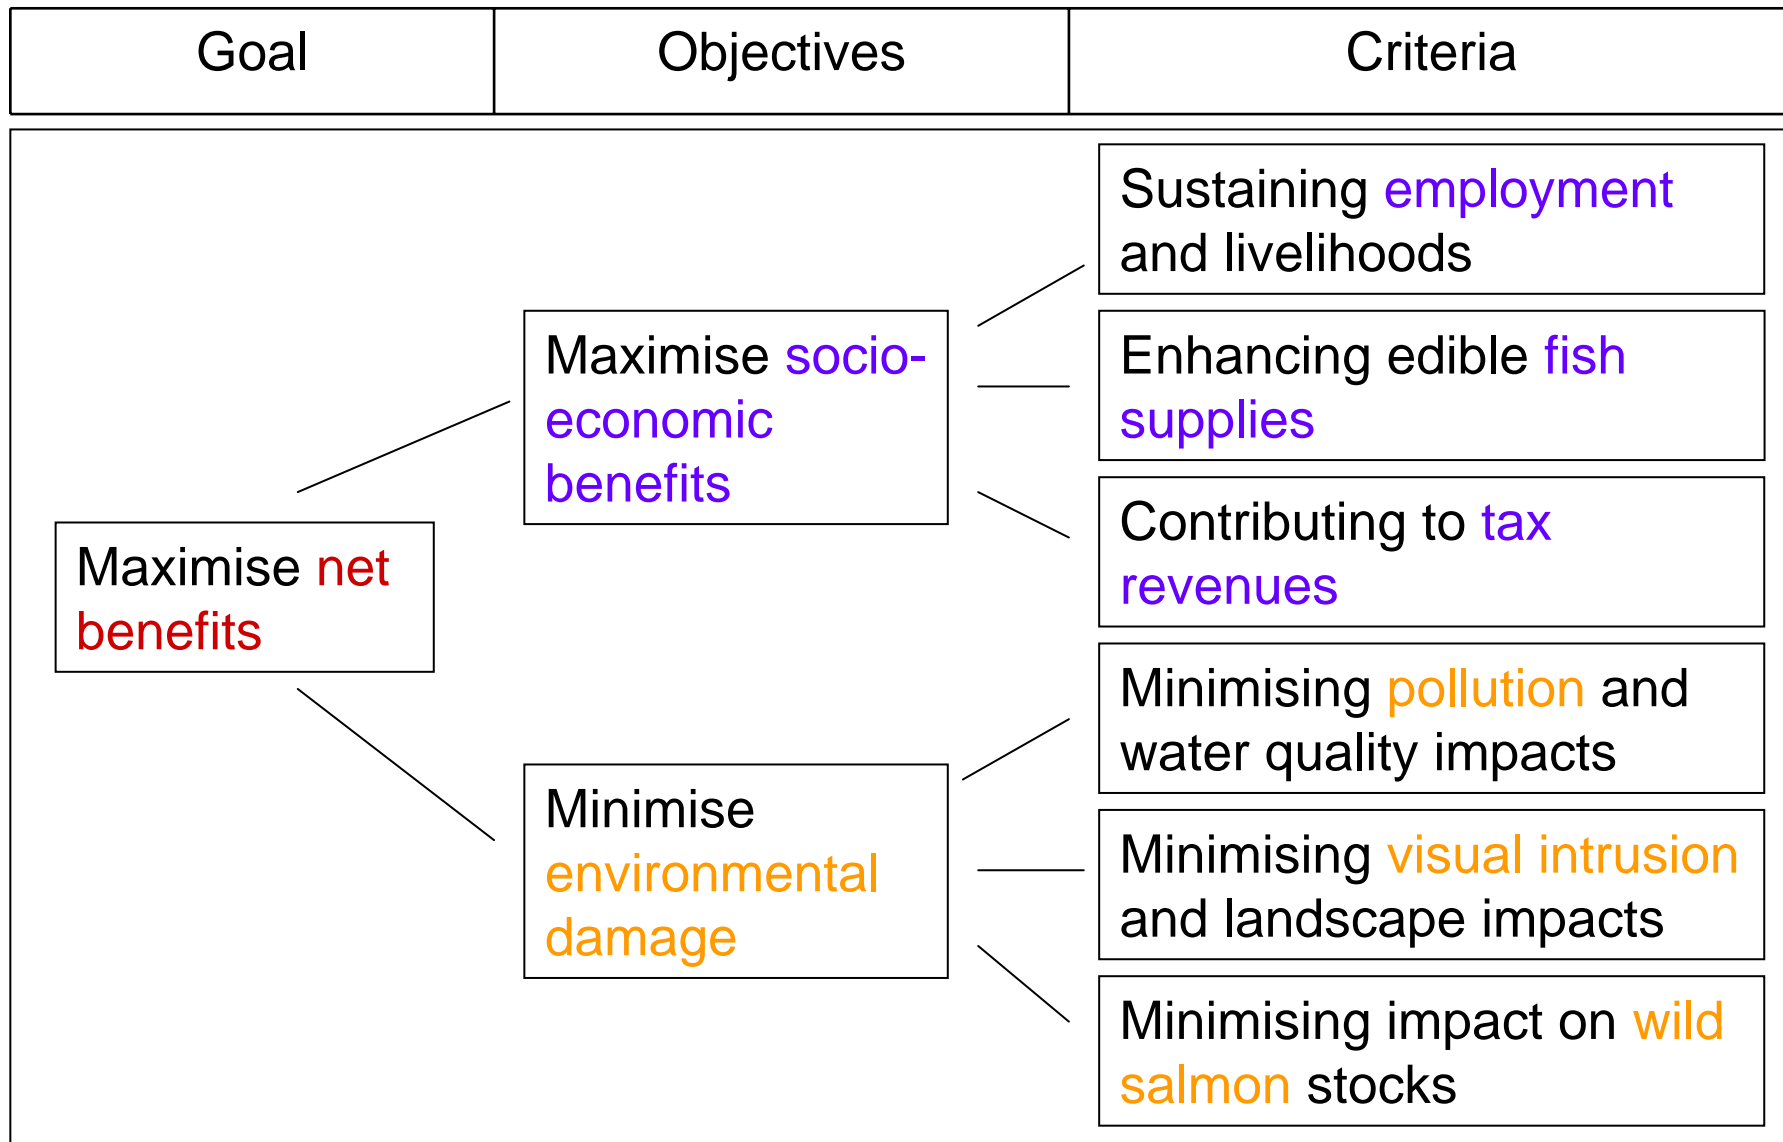 Goal
Objectives
Criteria
Maximise net
benefits
Maximise socio-
economic
benefits
Minimise
environmental
damage
Sustaining employment
and livelihoods
Enhancing edible fish
supplies
Contributing to tax
revenues
Minimising pollution and
water quality impacts
Minimising visual intrusion
and landscape impacts
Minimising impact on wild
salmon stocks